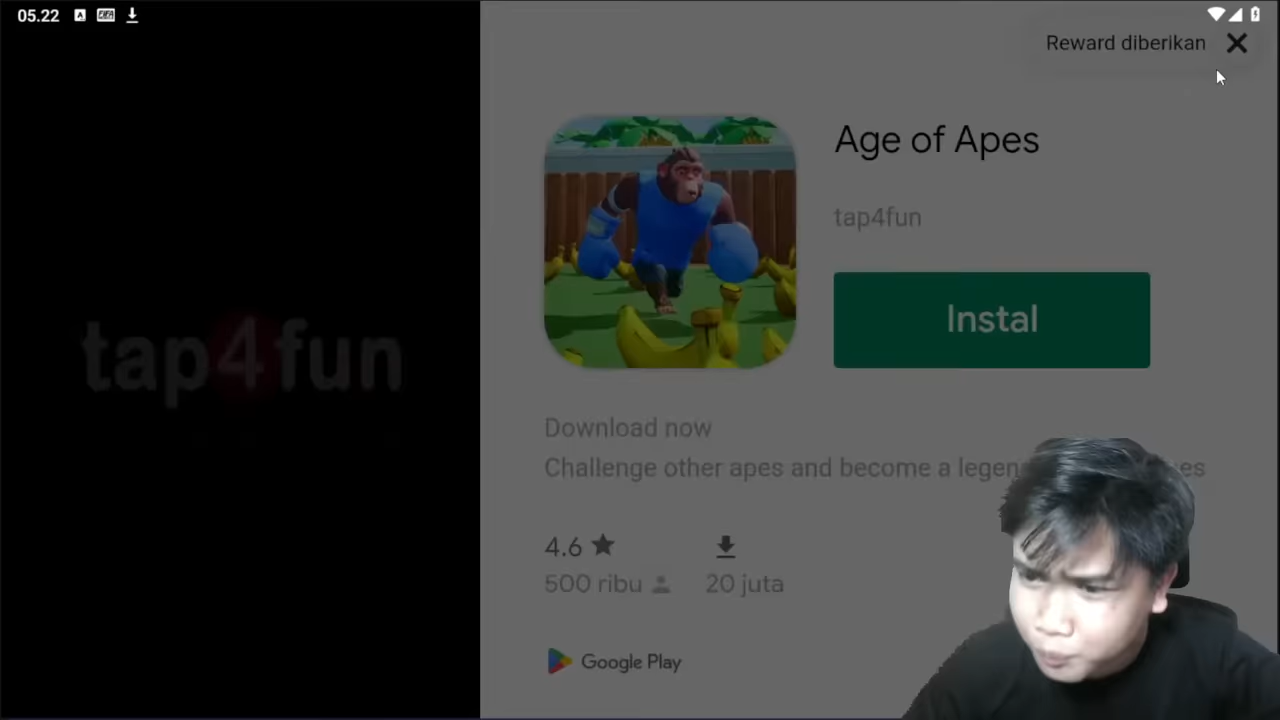 05.22
Reward diberikan
Age of Apes
tap4fun
Instal
tap4fun
Download now
Challenge other apes and become a
4.6
500 ribu
20 juta
Google Play